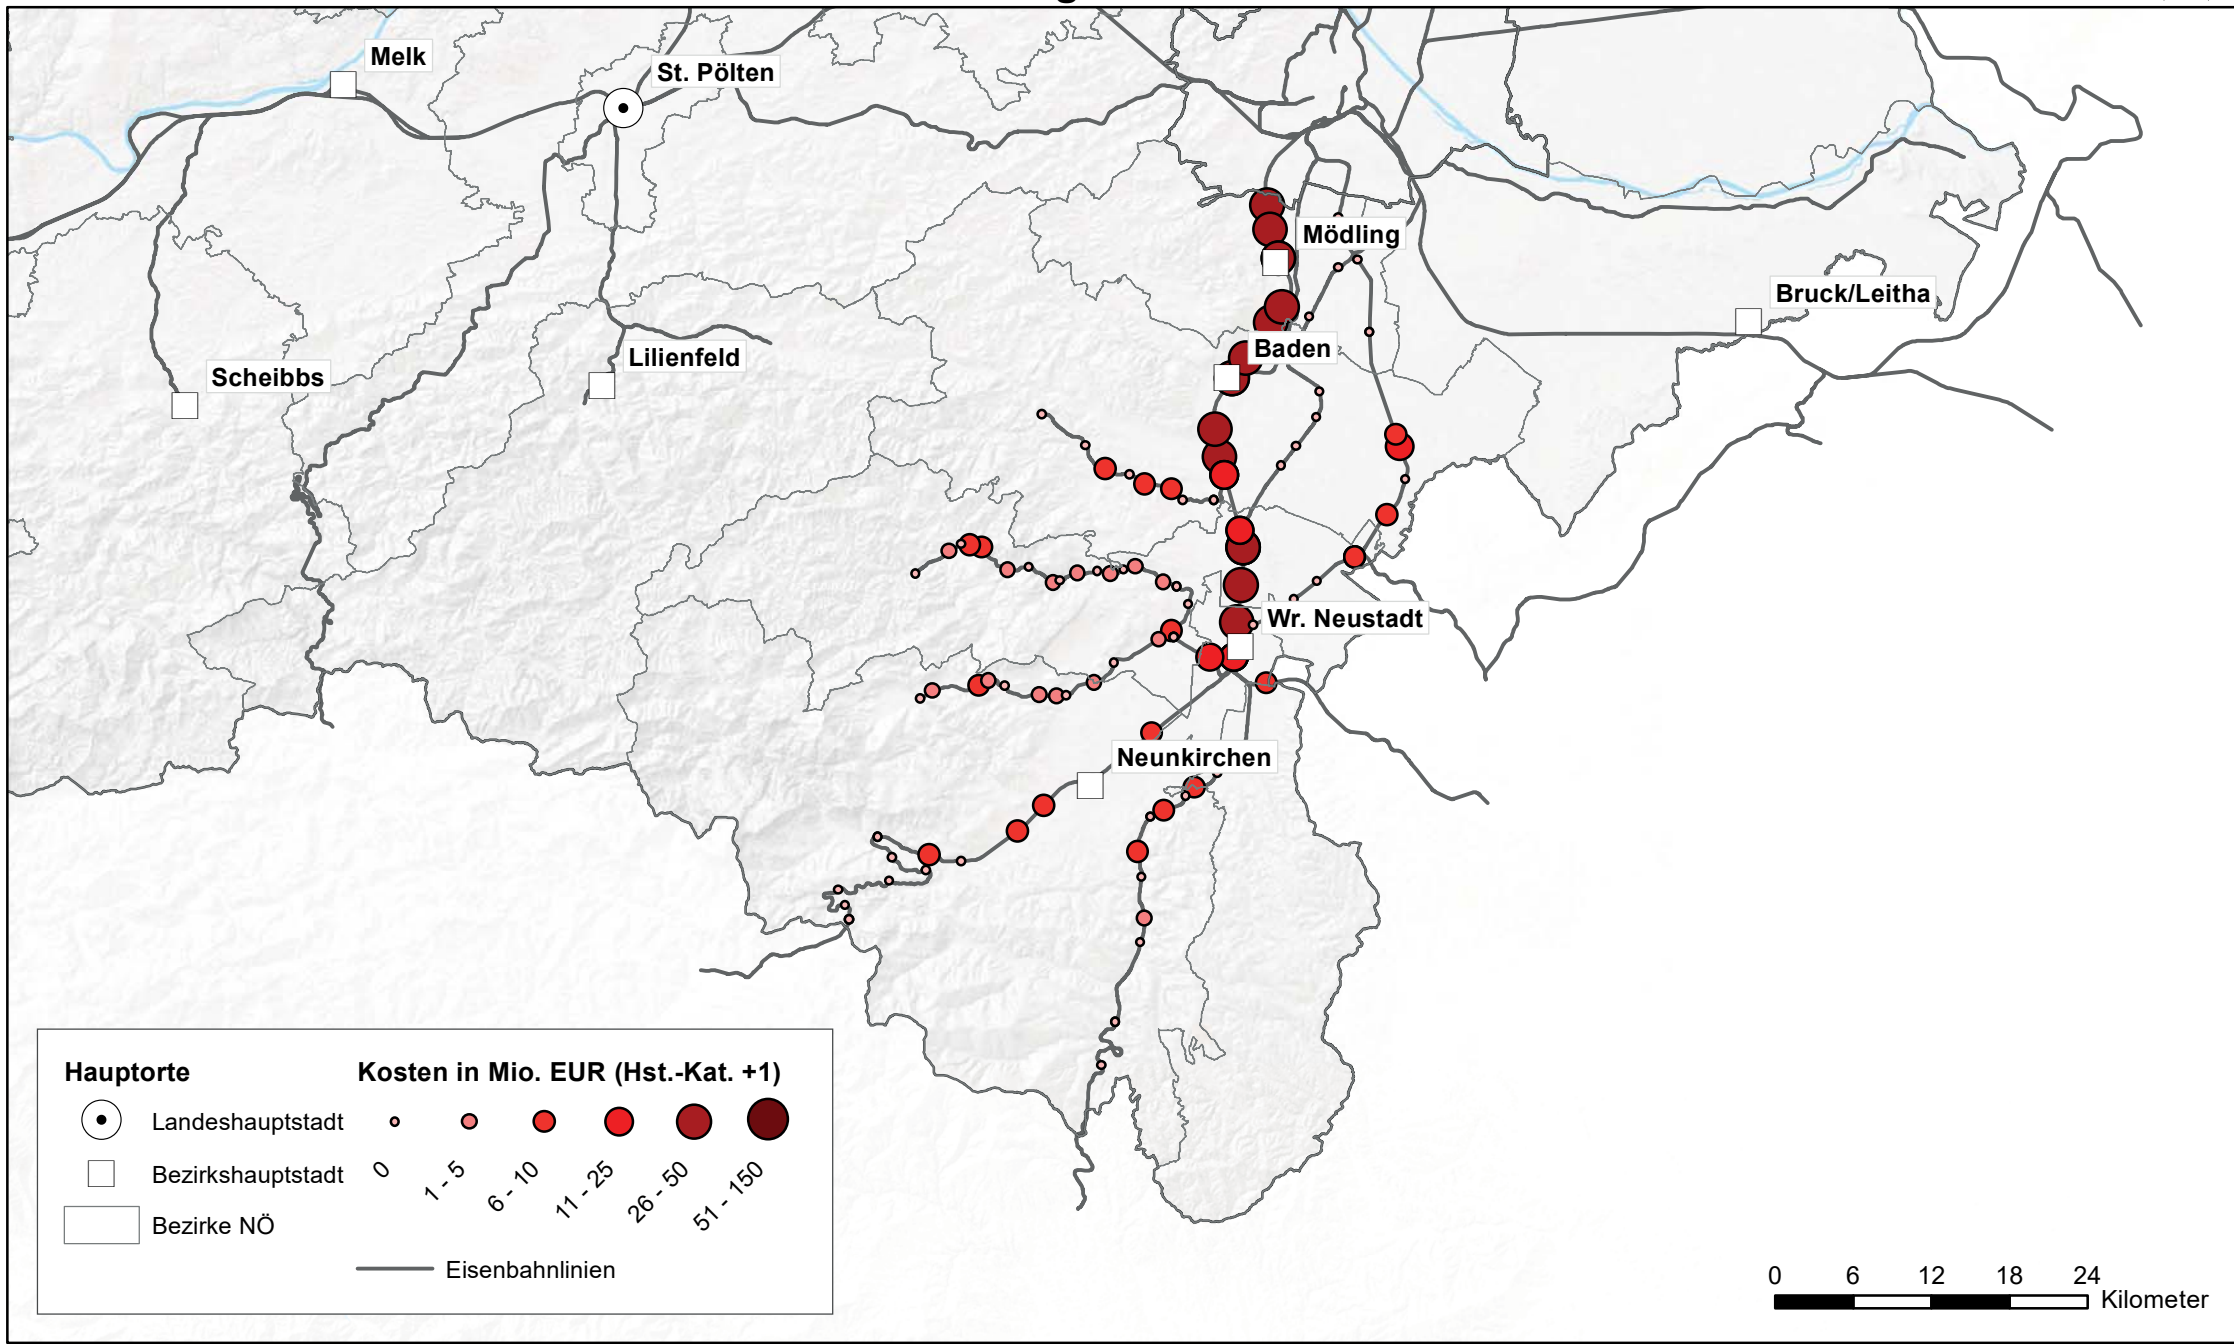 Melk
St. Pölten
Mödling
Bruck/Leitha
Baden
Lilienfeld
Scheibbs
Wr. Neustadt
Neunkirchen
Hauptorte
Landeshauptstadt
Bezirkshauptstadt
Bezirke NÖ
Kosten in Mio. EUR (Hst.-Kat. +1)
0
1 - 5
6 - 10
11 - 25
26 - 50
51 - 150
Eisenbahnlinien
0 6 12 18 24
Kilometer